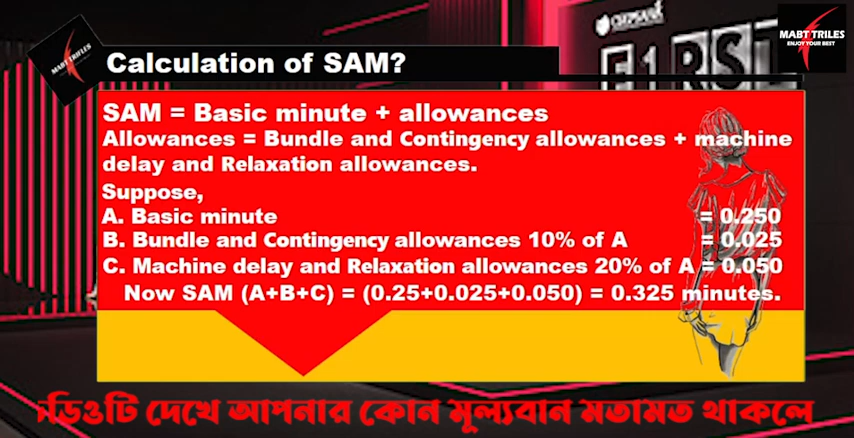 MABT TRIFLES
Calculation of SAM?
MABT TRILES
ENJOY YOUR BEST
F1RST
SAM = Basic minute + allowances
Allowances = Bundle and Contingency allowances + machine
delay and Relaxation allowances.
Suppose,
A. Basic minute = 0.250
B. Bundle and Contingency allowances 10% of A = 0.025
C. Machine delay and Relaxation allowances 20% of A = 0.050
Now SAM (A+B+C) = (0.25+0.025+0.050) = 0.325 minutes.
দেখে আপনার কোন মূল্যবান মতামত থাকলে